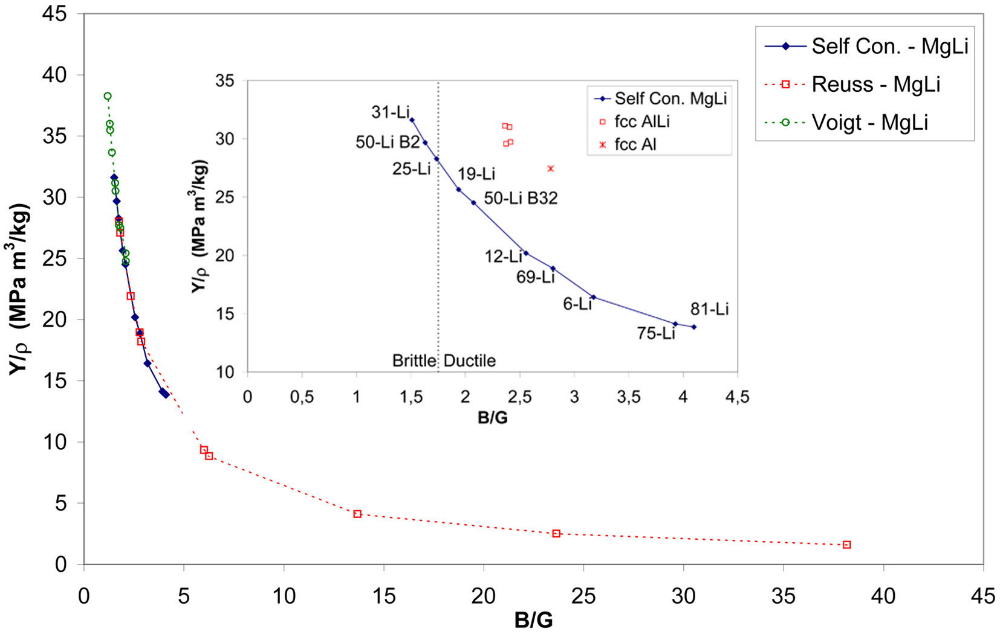 45
40
35
30
25
20
15
10
5
0
Y/ρ (MPa m³/kg)
0 5 10 15 20 25 30 35 40 45
B/G
Self Con. - MgLi
Reuss - MgLi
Voigt - MgLi
35
30
25
20
15
10
Y/ρ (MPa m³/kg)
0 0,5 1 1,5 2 2,5 3 3,5 4 4,5
B/G
Self Con. MgLi
fcc AlLi
fcc Al
31-Li
50-Li B2
25-Li
19-Li
50-Li B32
12-Li
69-Li
6-Li
81-Li
75-Li
Brittle Ductile